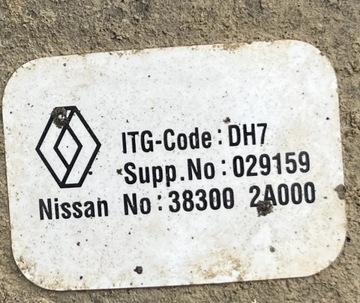 ITG-Code: DH7
Supp.No: 029159
Nissan No: 38300 2A000